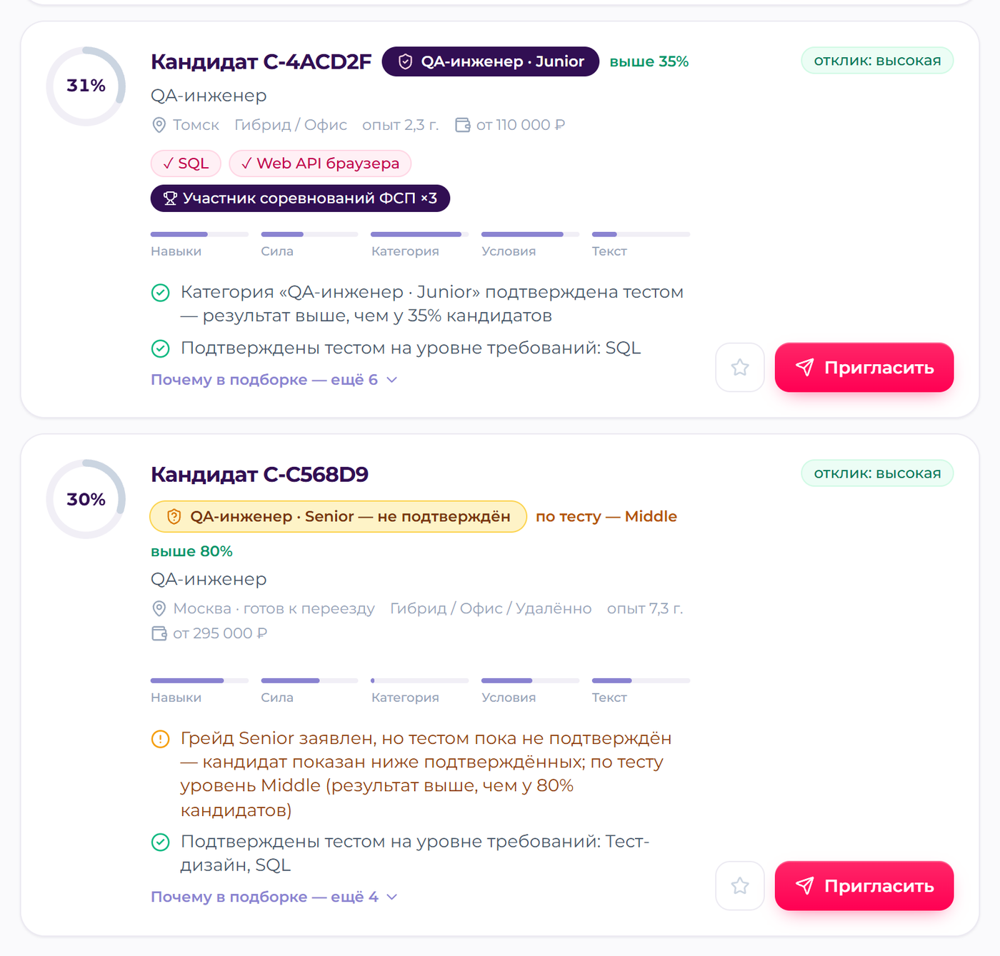 31%
Кандидат C-4ACD2F
QA-инженер · Junior
выше 35%
отклик: высокая
QA-инженер
Томск Гибрид / Офис опыт 2,3 г. от 110 000 ₽
✓ SQL
✓ Web API браузера
Участник соревнований ФСП ×3
Навыки
Сила
Категория
Условия
Текст
Категория «QA-инженер · Junior» подтверждена тестом
— результат выше, чем у 35% кандидатов
Подтверждены тестом на уровне требований: SQL
Почему в подборке — ещё 6
Пригласить
30%
Кандидат C-C568D9
отклик: высокая
QA-инженер · Senior — не подтверждён
по тесту — Middle
выше 80%
QA-инженер
Москва · готов к переезду Гибрид / Офис / Удалённо опыт 7,3 г.
от 295 000 ₽
Навыки
Сила
Категория
Условия
Текст
Грейд Senior заявлен, но тестом пока не подтверждён
— кандидат показан ниже подтверждённых; по тесту
уровень Middle (результат выше, чем у 80%
кандидатов)
Подтверждены тестом на уровне требований: Тест-
дизайн, SQL
Почему в подборке — ещё 4
Пригласить